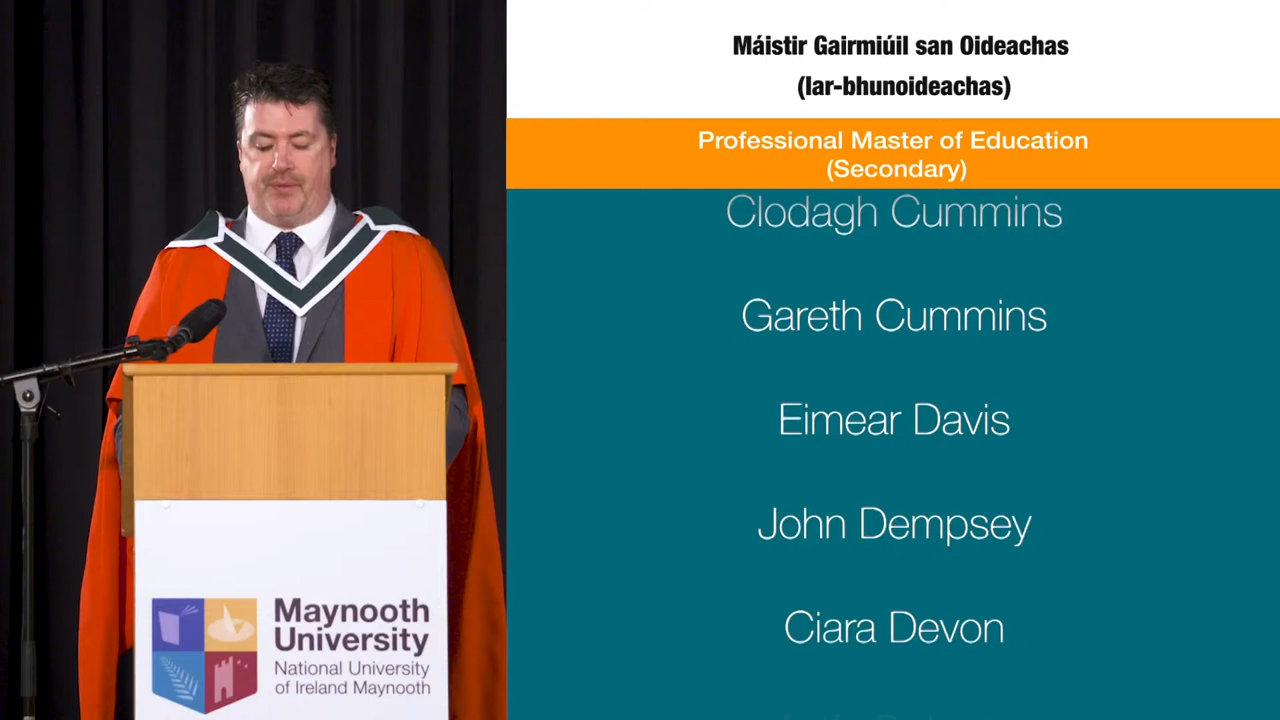 Máistir Gairmiúil san Oideachas
(Iar-bhunoideachas)
Professional Master of Education
(Secondary)
Clodagh Cummins
Gareth Cummins
Eimear Davis
John Dempsey
Ciara Devon
Maynooth
University
National University
of Ireland Maynooth